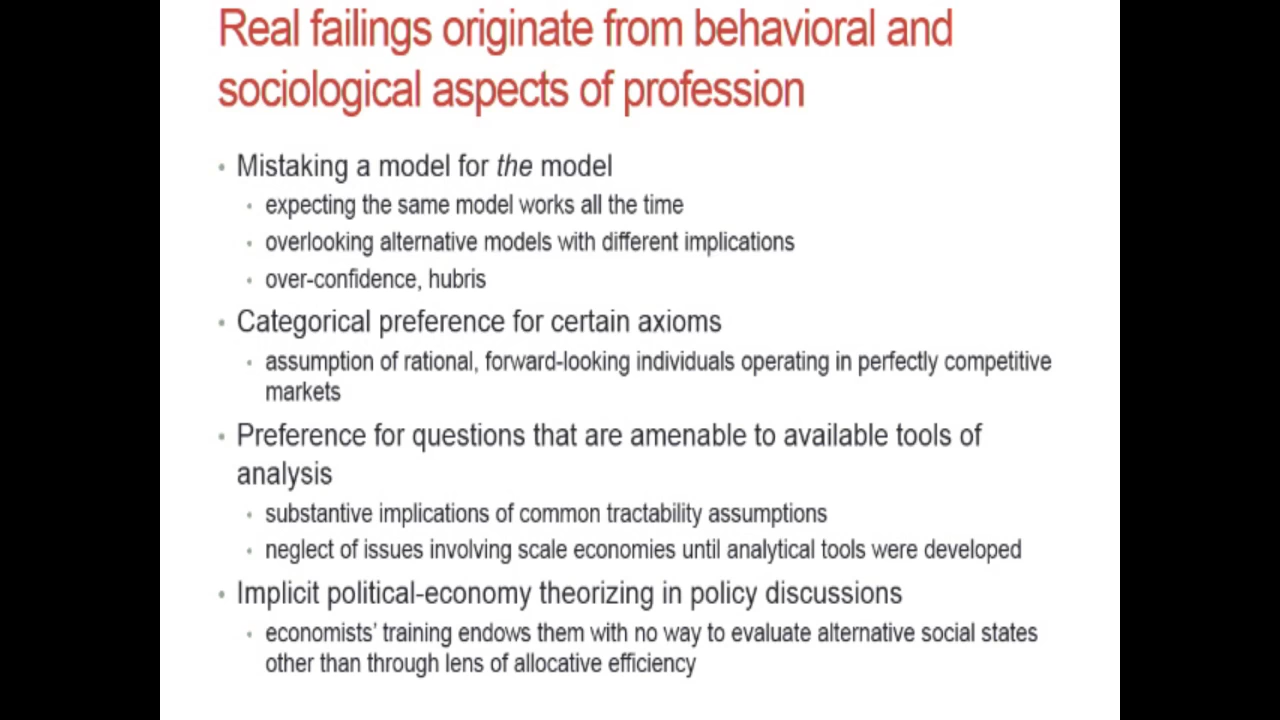 Real failings originate from behavioral and
sociological aspects of profession
• Mistaking a model for the model
• expecting the same model works all the time
• overlooking alternative models with different implications
• over-confidence, hubris
• Categorical preference for certain axioms
• assumption of rational, forward-looking individuals operating in perfectly competitive
markets
• Preference for questions that are amenable to available tools of
analysis
• substantive implications of common tractability assumptions
• neglect of issues involving scale economies until analytical tools were developed
• Implicit political-economy theorizing in policy discussions
• economists' training endows them with no way to evaluate alternative social states
other than through lens of allocative efficiency